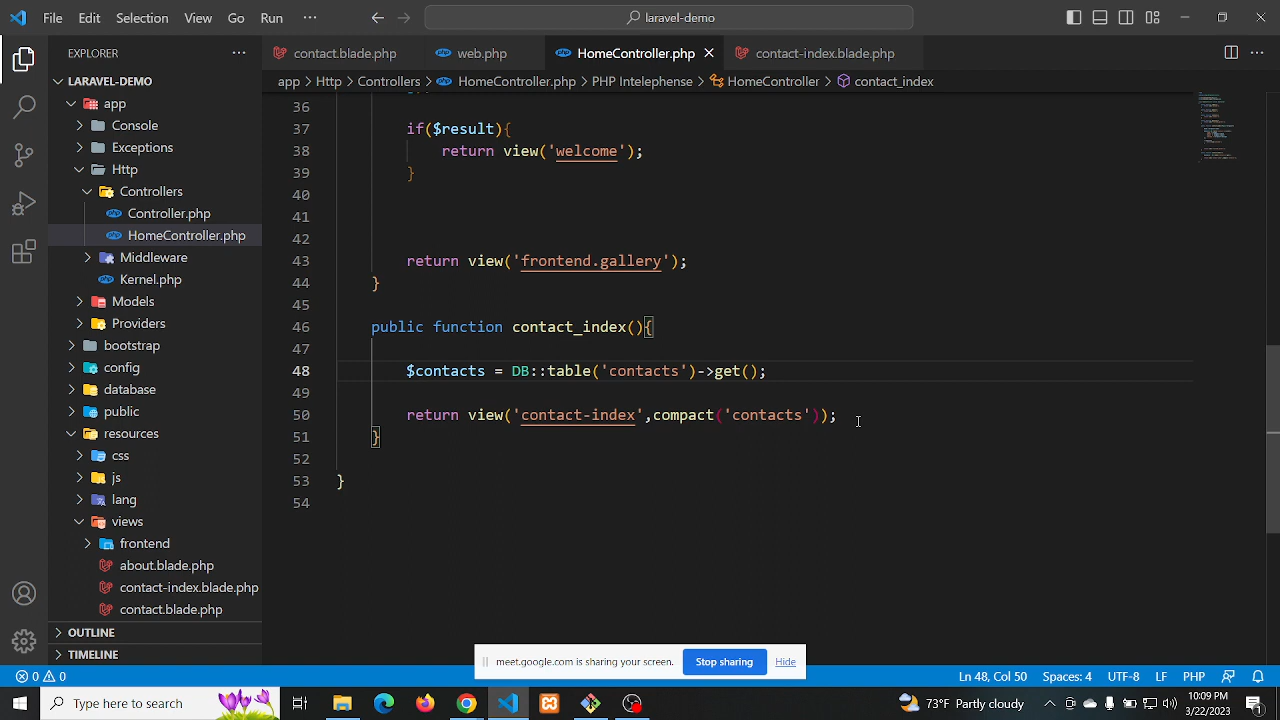 File Edit Selection View Go Run ··· laravel-demo
EXPLORER ···
contact.blade.php web.php HomeController.php contact-index.blade.php ···
app > Http > Controllers > HomeController.php > PHP Intelephense > HomeController > contact_index
LARAVEL-DEMO
app
Console
Exceptions
Http
Controllers
Controller.php
HomeController.php
Middleware
Kernel.php
Models
Providers
bootstrap
config
database
public
resources
css
js
lang
views
frontend
about.blade.php
contact-index.blade.php
contact.blade.php
OUTLINE
TIMELINE
36
37 if($result){
38 return view('welcome');
39 }
40
41
42
43 return view('frontend.gallery');
44 }
45
46 public function contact_index(){
47
48 $contacts = DB::table('contacts')->get();
49
50 return view('contact-index',compact('contacts'));
51 }
52
53 }
54
meet.google.com is sharing your screen. Stop sharing Hide
0 0 Ln 48, Col 50 Spaces: 4 UTF-8 LF PHP
Type here to search 73°F Partly cloudy 10:09 PM
3/22/2023